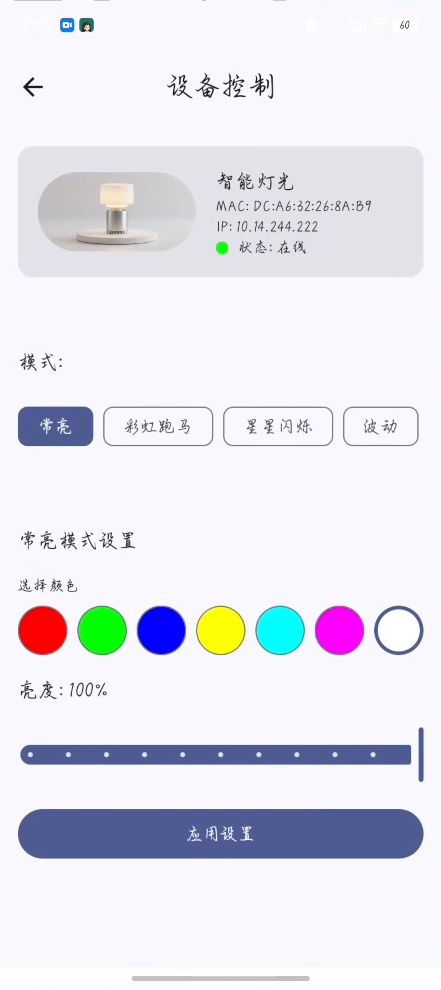 60
设备控制
智能灯光
MAC: DC:A6:32:26:8A:B9
IP: 10.14.244.222
状态: 在线
模式:
常亮 彩虹跑马 星星闪烁 波动
常亮模式设置
选择颜色
亮度: 100%
应用设置